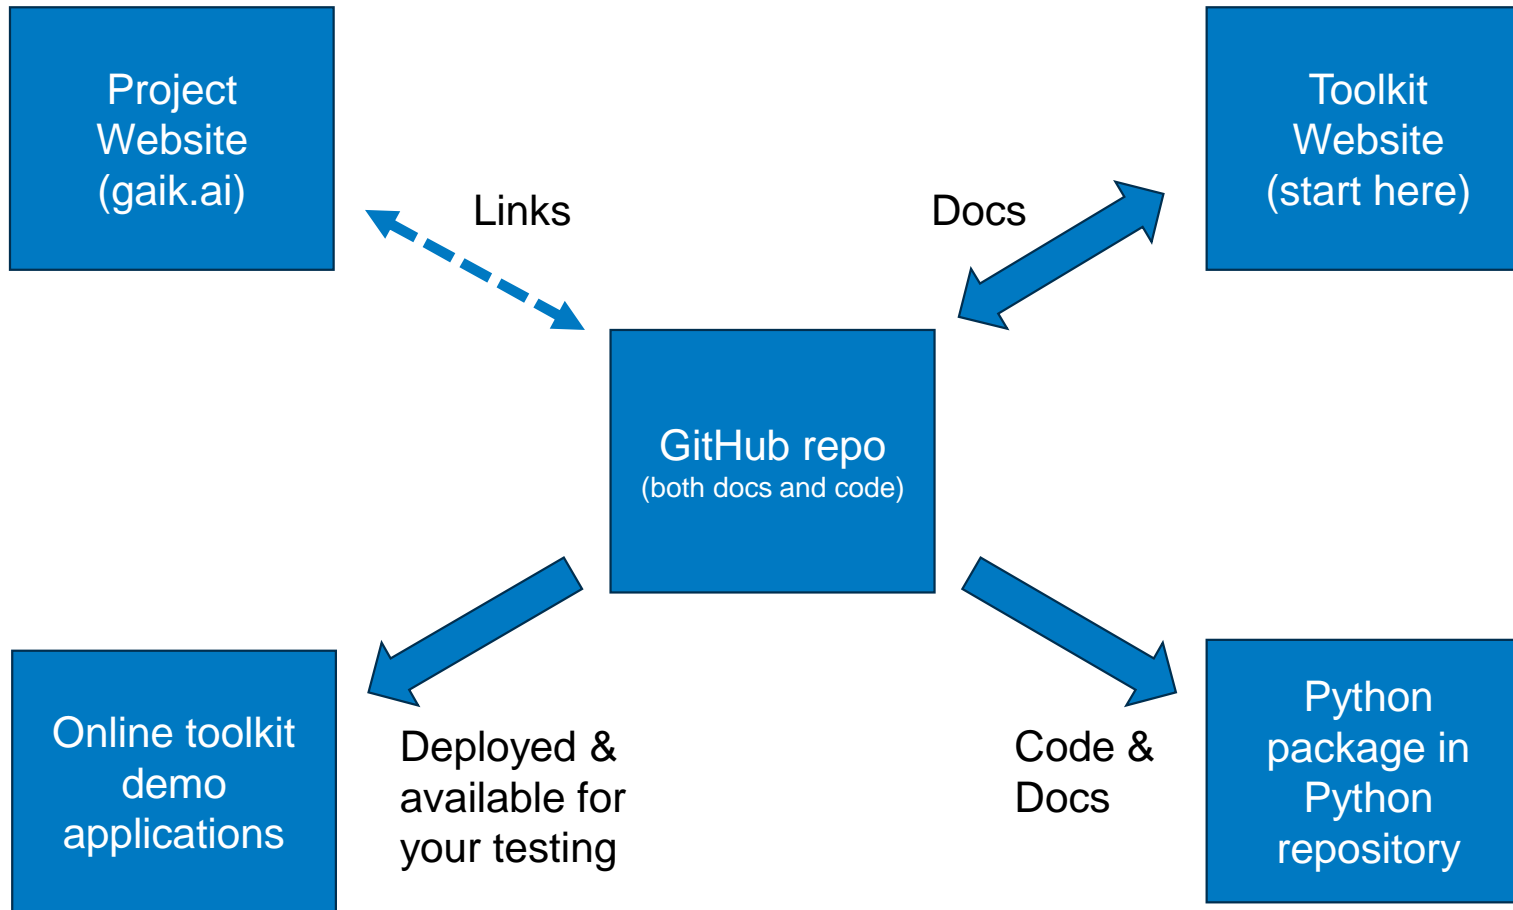 Project
Website
(gaik.ai)
Links
Docs
Toolkit
Website
(start here)
GitHub repo
(both docs and code)
Online toolkit
demo
applications
Deployed &
available for
your testing
Code &
Docs
Python
package in
Python
repository